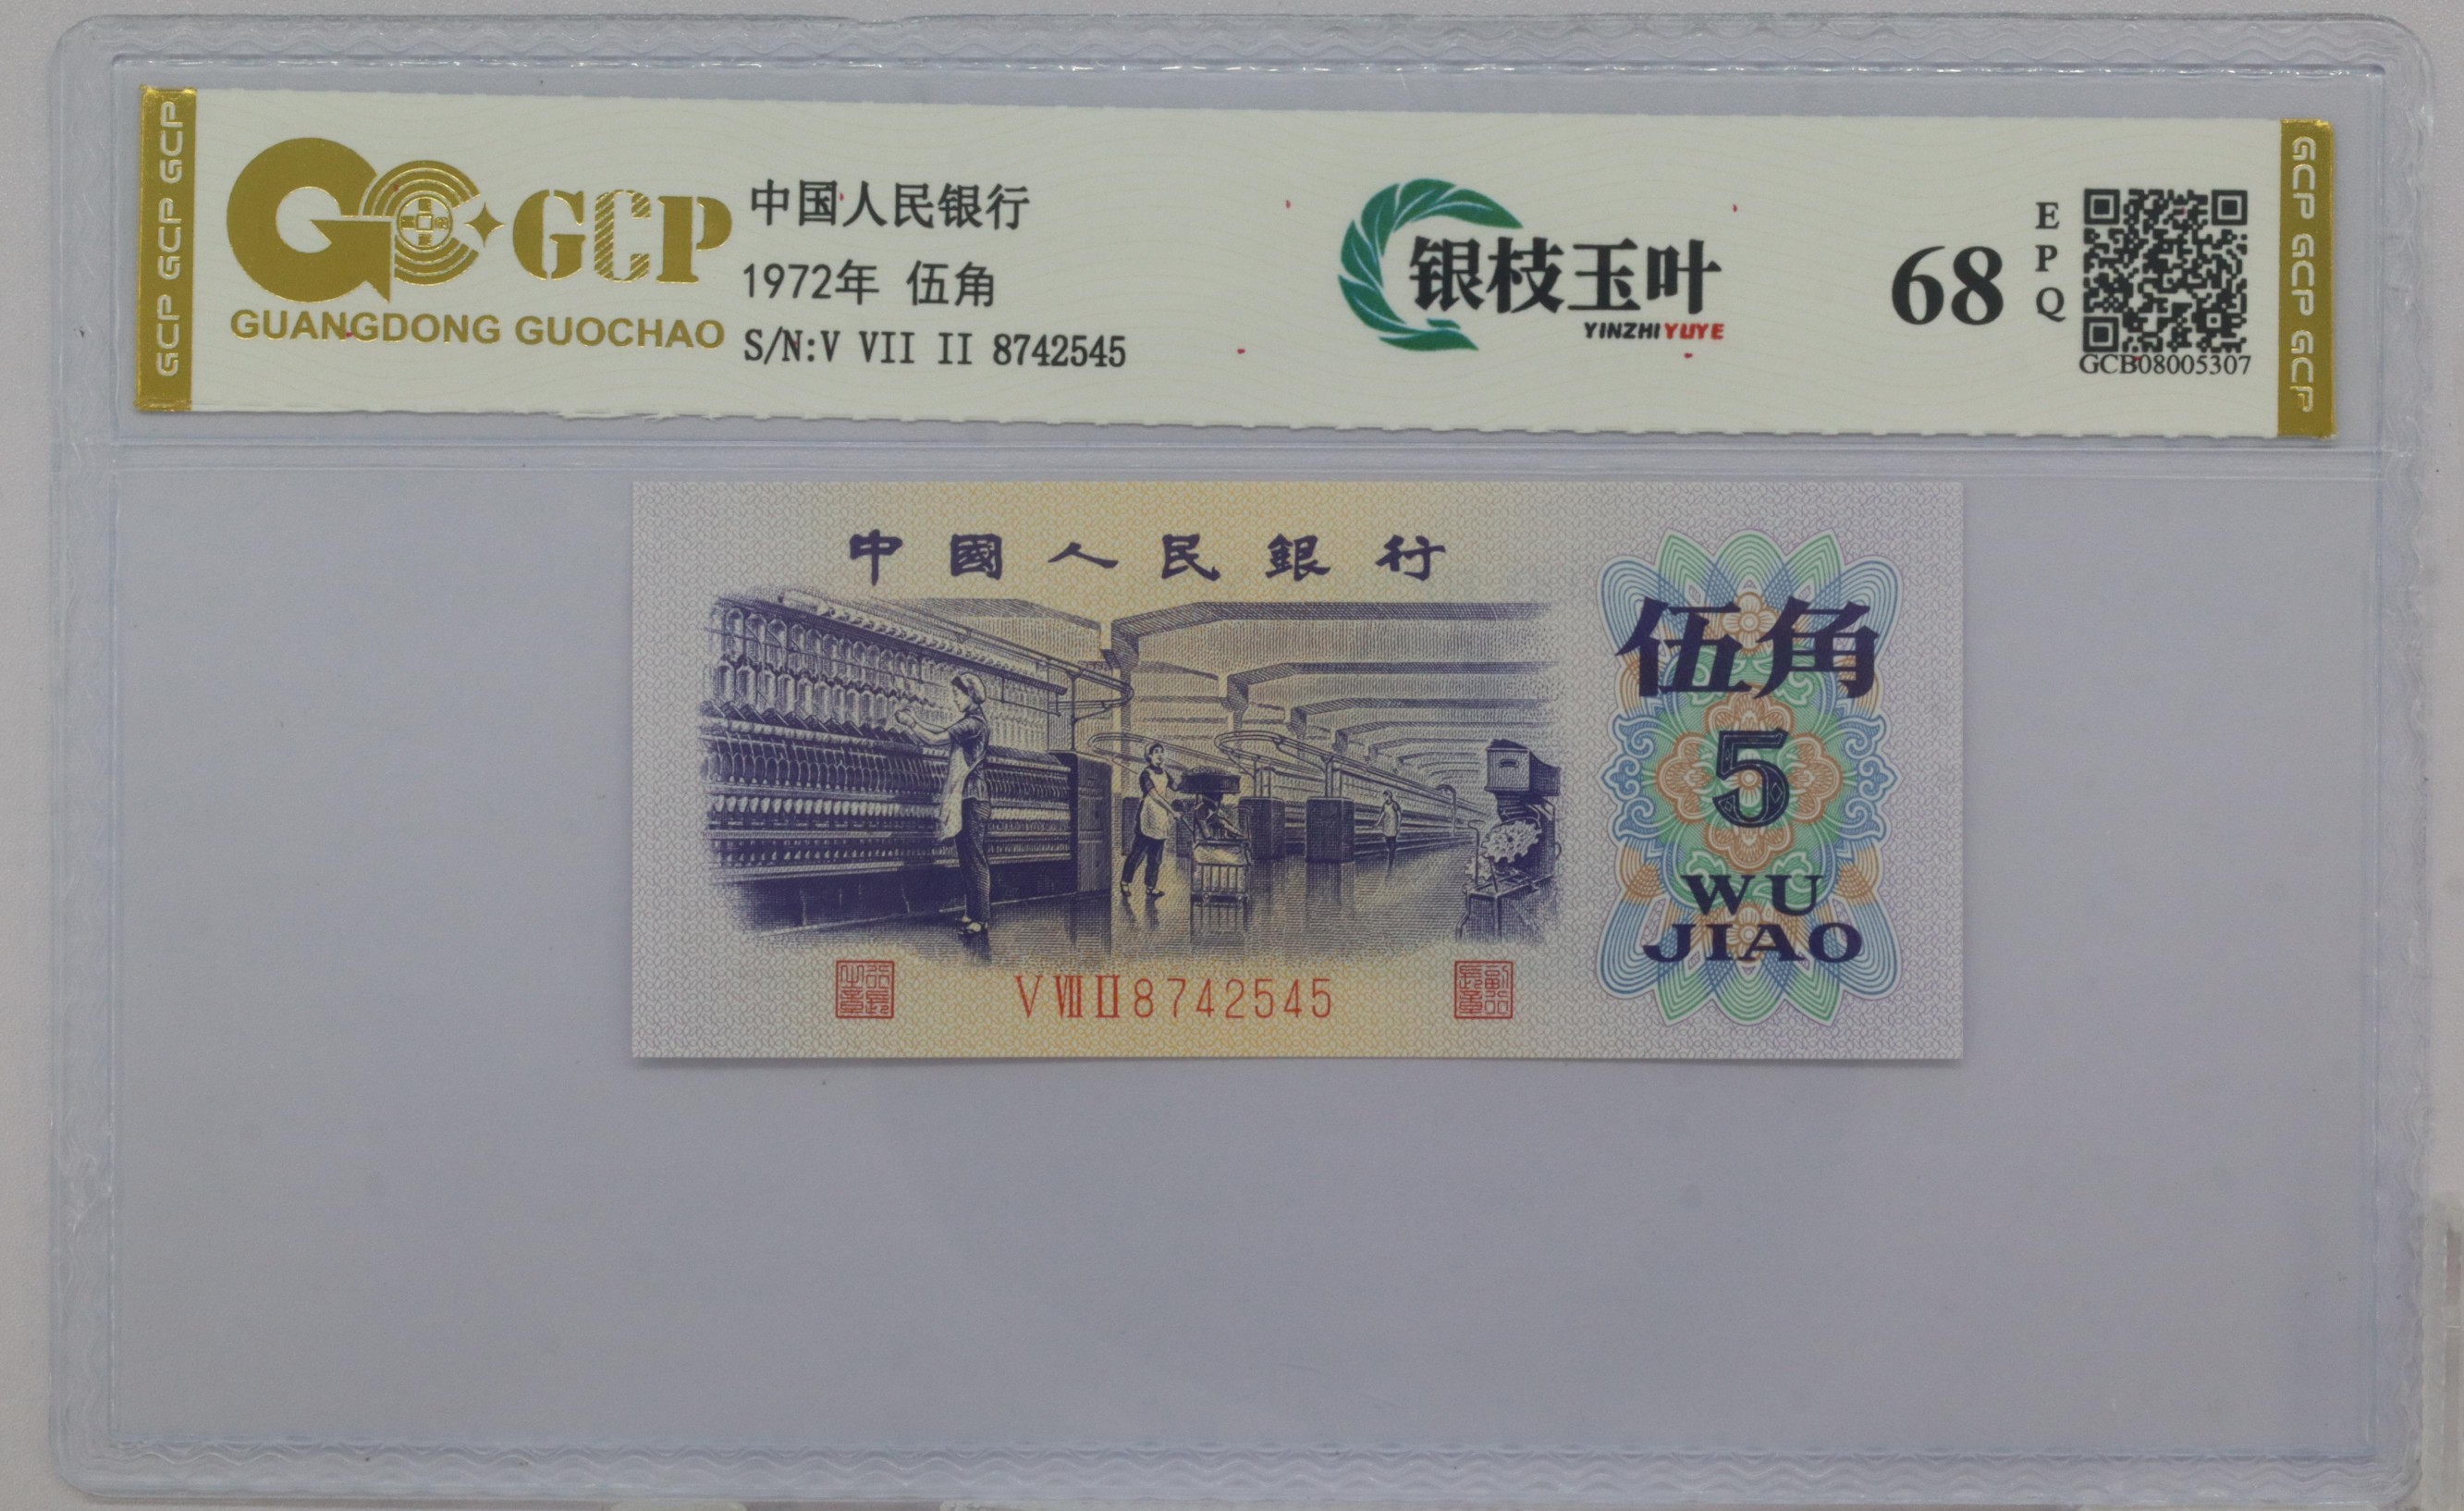 GCP GCP GCP
GCP
GUANGDONG GUOCHAO
中国人民银行
1972年 伍角
S/N:V VII II 8742545
银枝玉叶
YINZHIYUYE
68
EPQ
GCB08005307
GCP GCP GCP
中國人民銀行
伍角
5
WU
JIAO
V VII II 8742545